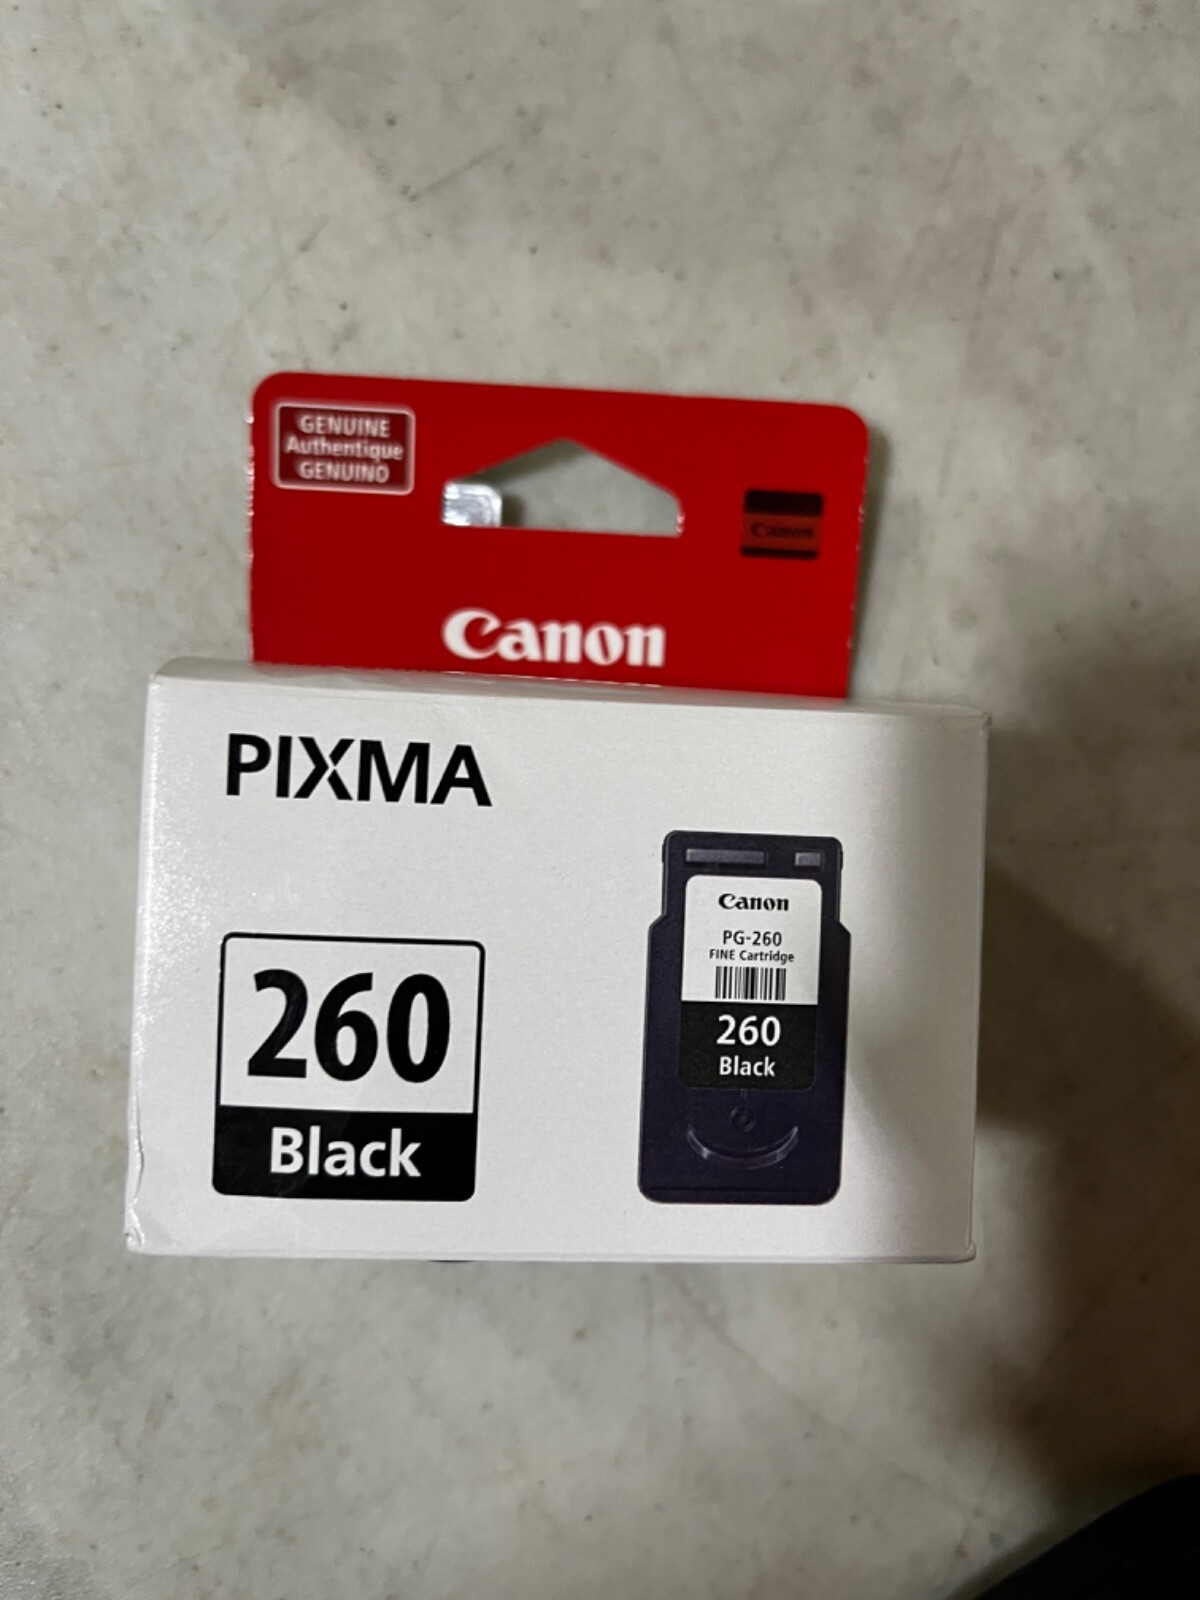 GENUINE
Authentique
GENUINO
Canon
Canon
PIXMA
260
Black
Canon
PG-260
FINE Cartridge
260
Black